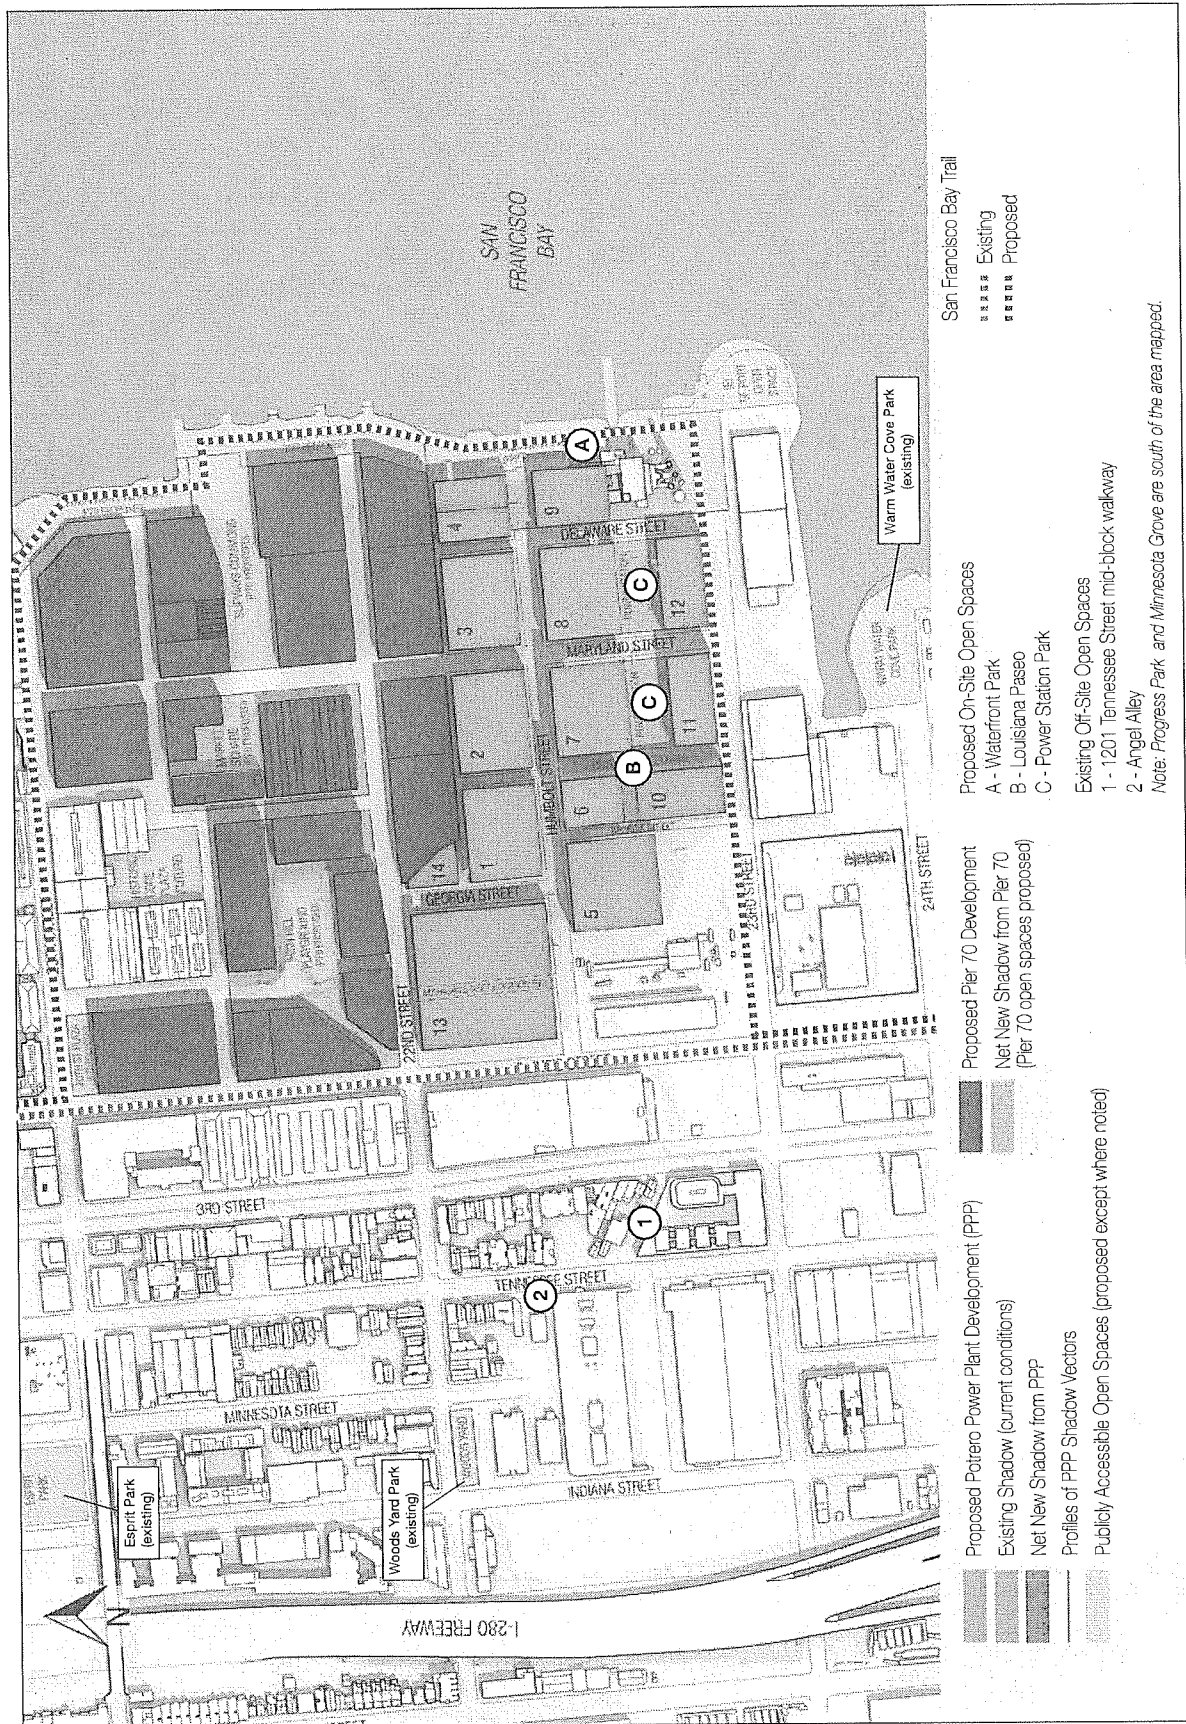 SAN
FRANCISCO
BAY
Esprit Park
(existing)
Woods Yard Park
(existing)
Warm Water Cove Park
(existing)
N
I-280 FREEWAY
MINNESOTA STREET
INDIANA STREET
TENNESSEE STREET
3RD STREET
22ND STREET
GEORGIA STREET
HUMBOLDT STREET
MARYLAND STREET
DELAWARE STREET
23RD STREET
24TH STREET
1
2
3
4
5
6
7
8
9
10
11
12
13
14
A
B
C
C
1
2
Proposed Potrero Power Plant Development (PPP)
Existing Shadow (current conditions)
Net New Shadow from PPP
Profiles of PPP Shadow Vectors
Publicly Accessible Open Spaces (proposed except where noted)
Proposed Pier 70 Development
Net New Shadow from Pier 70
(Pier 70 open spaces proposed)
Proposed On-Site Open Spaces
A - Waterfront Park
B - Louisiana Paseo
C - Power Station Park
Existing Off-Site Open Spaces
1 - 1201 Tennessee Street mid-block walkway
2 - Angel Alley
Note: Progress Park and Minnesota Grove are south of the area mapped.
San Francisco Bay Trail
Existing
Proposed